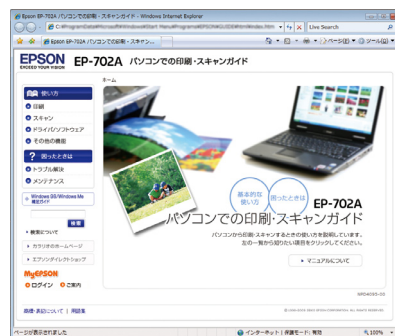 Epson EP-702A パソコンでの印刷・スキャンガイド - Windows Internet Explorer
Live Search
Epson EP-702A パソコンでの印刷・スキャン...
ページ(P)
ツール(O)
EPSON
EXCEED YOUR VISION
EP-702A パソコンでの印刷・スキャンガイド
ホーム
使い方
印刷
スキャン
ドライバ/ソフトウェア
その他の機能
困ったときは
トラブル解決
メンテナンス
Windows 98/Windows Me
補足ガイド
検索
検索について
カラリオのホームページ
エプソンダイレクトショップ
MyEPSON
ログイン
ご案内
商標・表記について | 用語集
基本的な
使い方
困ったときは
EP-702A
パソコンでの印刷・スキャンガイド
パソコンから印刷・スキャンするときの使い方を説明しています。
左の一覧から知りたい項目をクリックしてください。
マニュアルについて
ページが表示されました
インターネット | 保護モード: 有効
100%